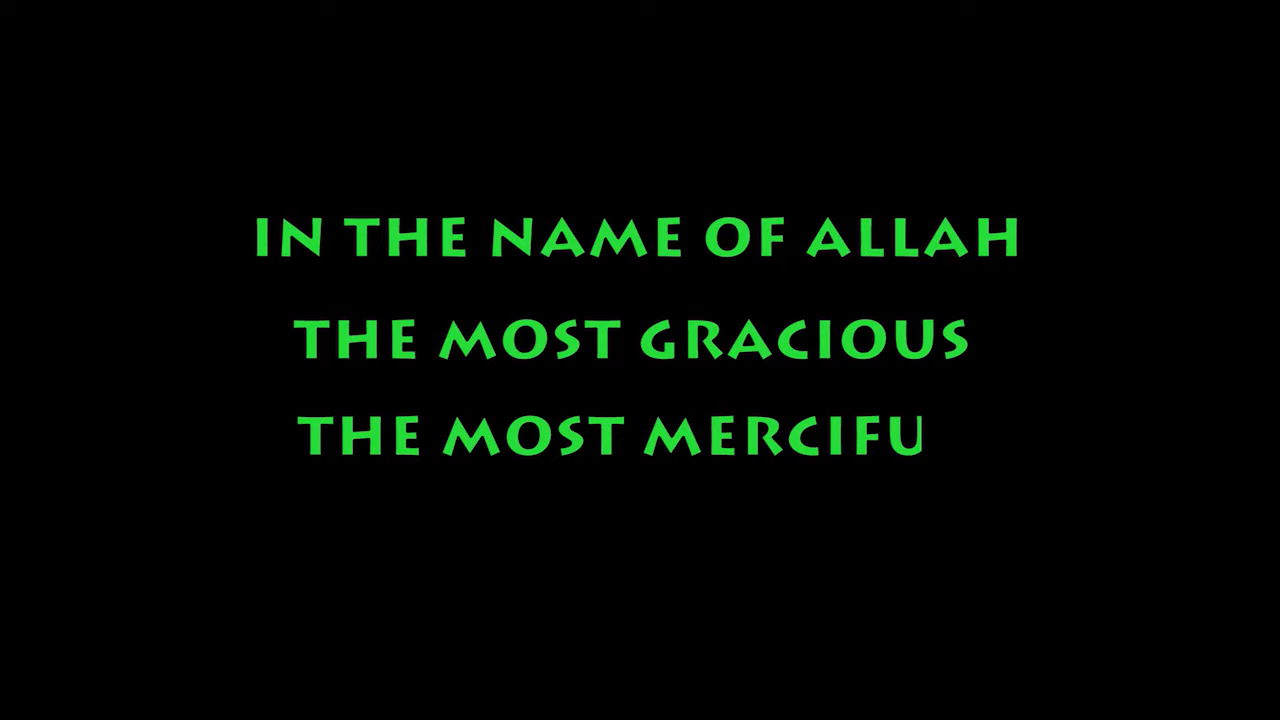 IN THE NAME OF ALLAH
THE MOST GRACIOUS
THE MOST MERCIFU